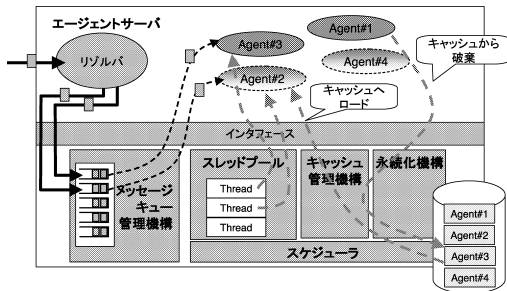 エージェントサーバ
リゾルバ
Agent#3
Agent#1
Agent#2
Agent#4
キャッシュから
破棄
キャッシュへ
ロード
インタフェース
メッセージ
キュー
管理機構
スレッドプール
Thread
Thread
Thread
キャッシュ
管理機構
永続化機構
スケジューラ
Agent#1
Agent#2
Agent#3
Agent#4